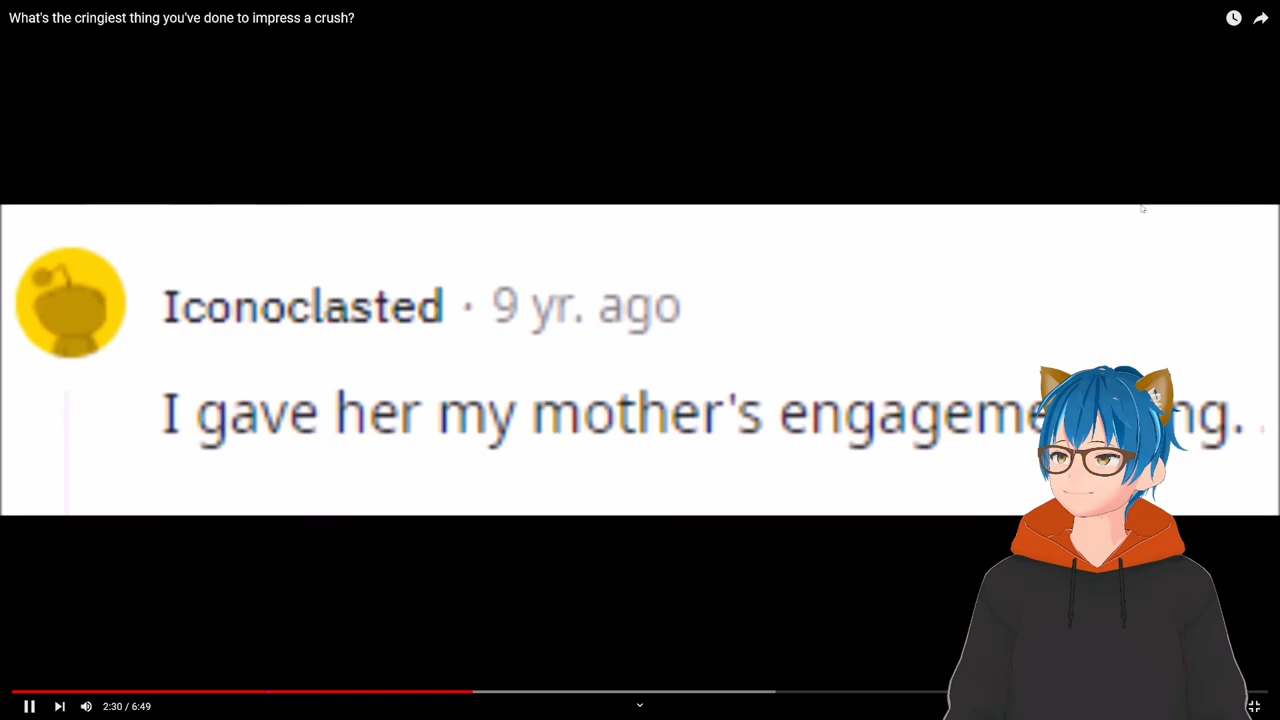 What's the cringiest thing you've done to impress a crush?
Iconoclasted · 9 yr. ago
I gave her my mother's
2:30 / 6:49